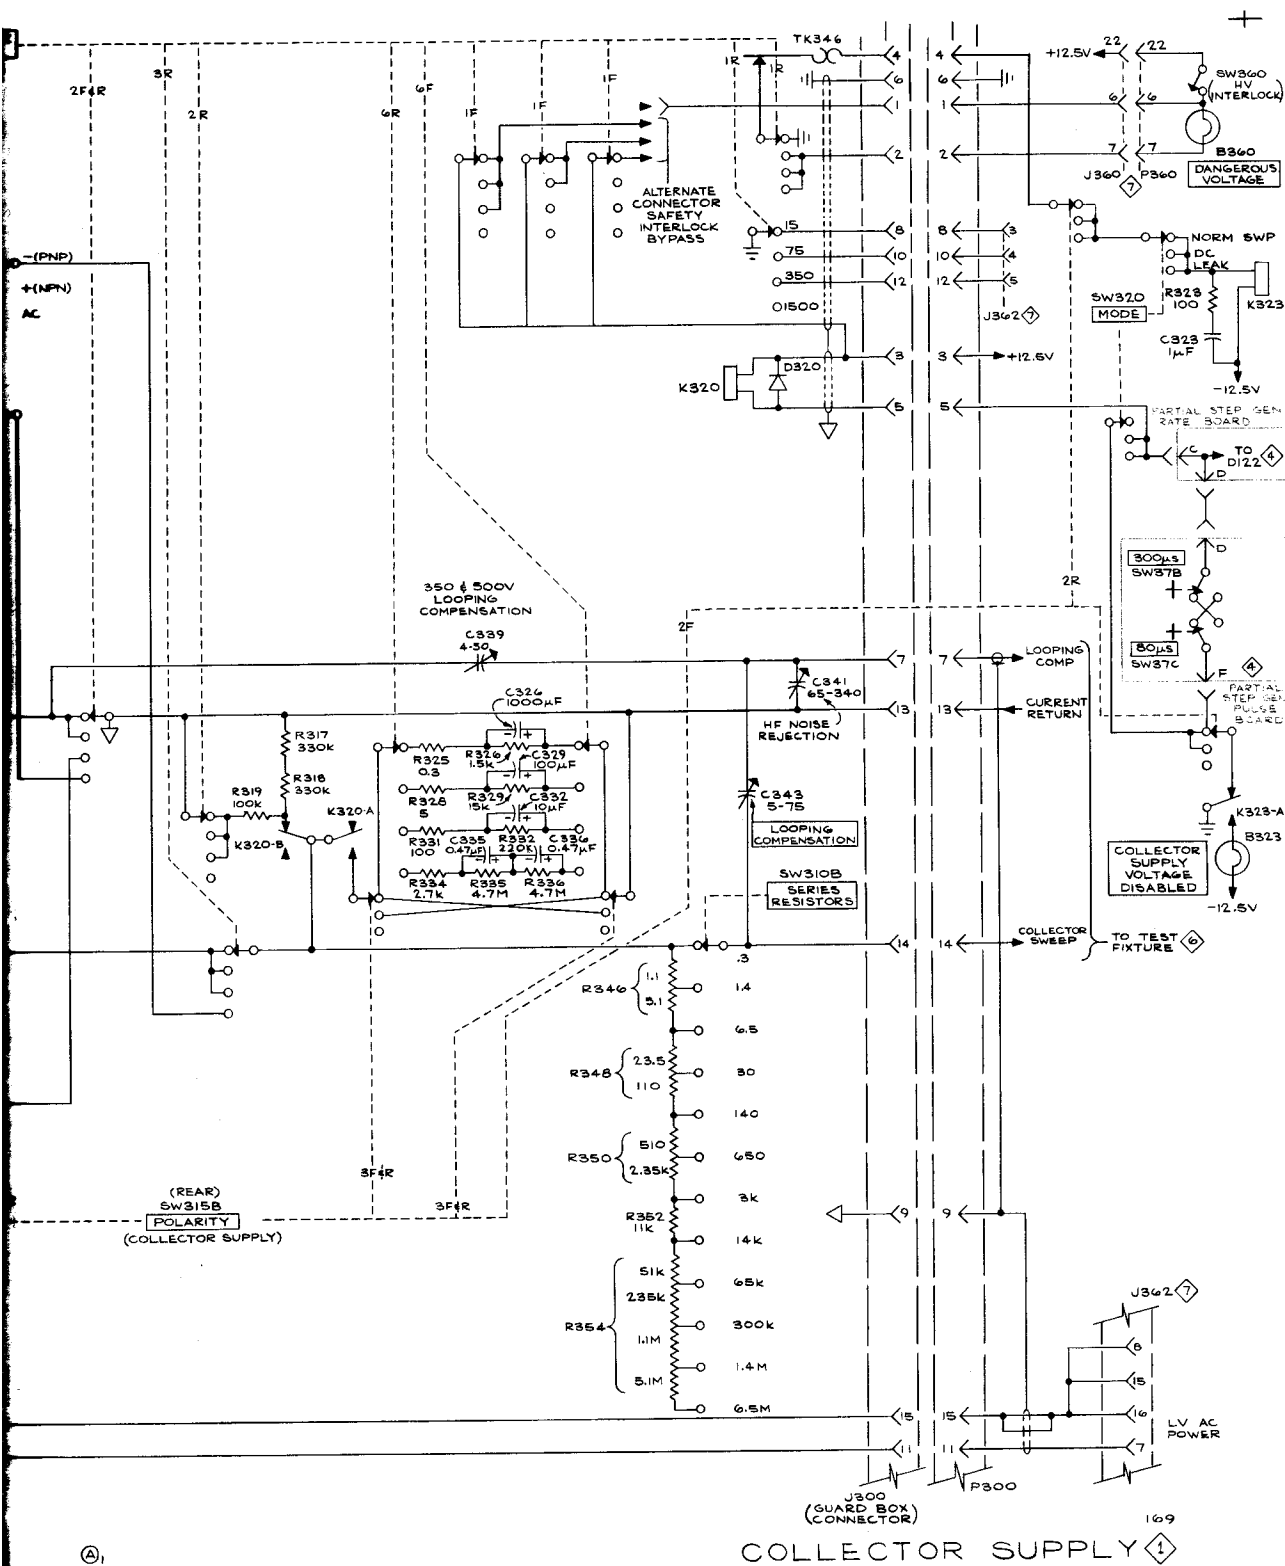 TK346
4
4
+12.5V
22
22
SW360
HV
INTERLOCK
6
6
1
1
6
6
2
2
7
7
B360
DANGEROUS
VOLTAGE
J360
7
P360
2F&R
3R
2R
6R
6F
1F
1F
1F
1R
1R
ALTERNATE
CONNECTOR
SAFETY
INTERLOCK
BYPASS
15
75
350
1500
8
8
3
10
10
4
12
12
5
J362
7
NORM SWP
DC
LEAK
SW320
MODE
R323
100
K323
C323
1µF
-12.5V
-(PNP)
+(NPN)
AC
K320
D320
3
3
+12.5V
5
5
PARTIAL STEP GEN
RATE BOARD
C
TO
D122
4
D
D
300µs
SW37B
80µs
SW37C
F
4
PARTIAL
STEP GEN
PULSE
BOARD
2R
2F
350 & 500V
LOOPING
COMPENSATION
C339
4-50
7
7
LOOPING
COMP
C341
65-340
13
13
CURRENT
RETURN
HF NOISE
REJECTION
C326
1000µF
R317
330K
R318
330K
R319
100K
K320-A
K320-B
R325
0.3
R326
1.5K
C329
100µF
R328
5
R329
15K
C332
10µF
R331
100
C335
0.47µF
R332
220K
C336
0.47µF
R334
2.7K
R335
4.7M
R336
4.7M
C343
5-75
LOOPING
COMPENSATION
SW310B
SERIES
RESISTORS
K323-A
B323
COLLECTOR
SUPPLY
VOLTAGE
DISABLED
-12.5V
14
14
COLLECTOR
SWEEP
TO TEST
FIXTURE
6
.3
R346
1.1
5.1
1.4
6.5
R348
23.5
110
30
140
R350
510
2.35K
650
3K
R352
11K
14K
R354
51K
235K
1.1M
5.1M
65K
300K
1.4M
6.5M
3F&R
3F&R
(REAR)
SW315B
POLARITY
(COLLECTOR SUPPLY)
9
9
J362
7
8
15
15
15
16
11
11
7
LV AC
POWER
J300
(GUARD BOX
CONNECTOR)
P300
169
COLLECTOR SUPPLY
1
A1